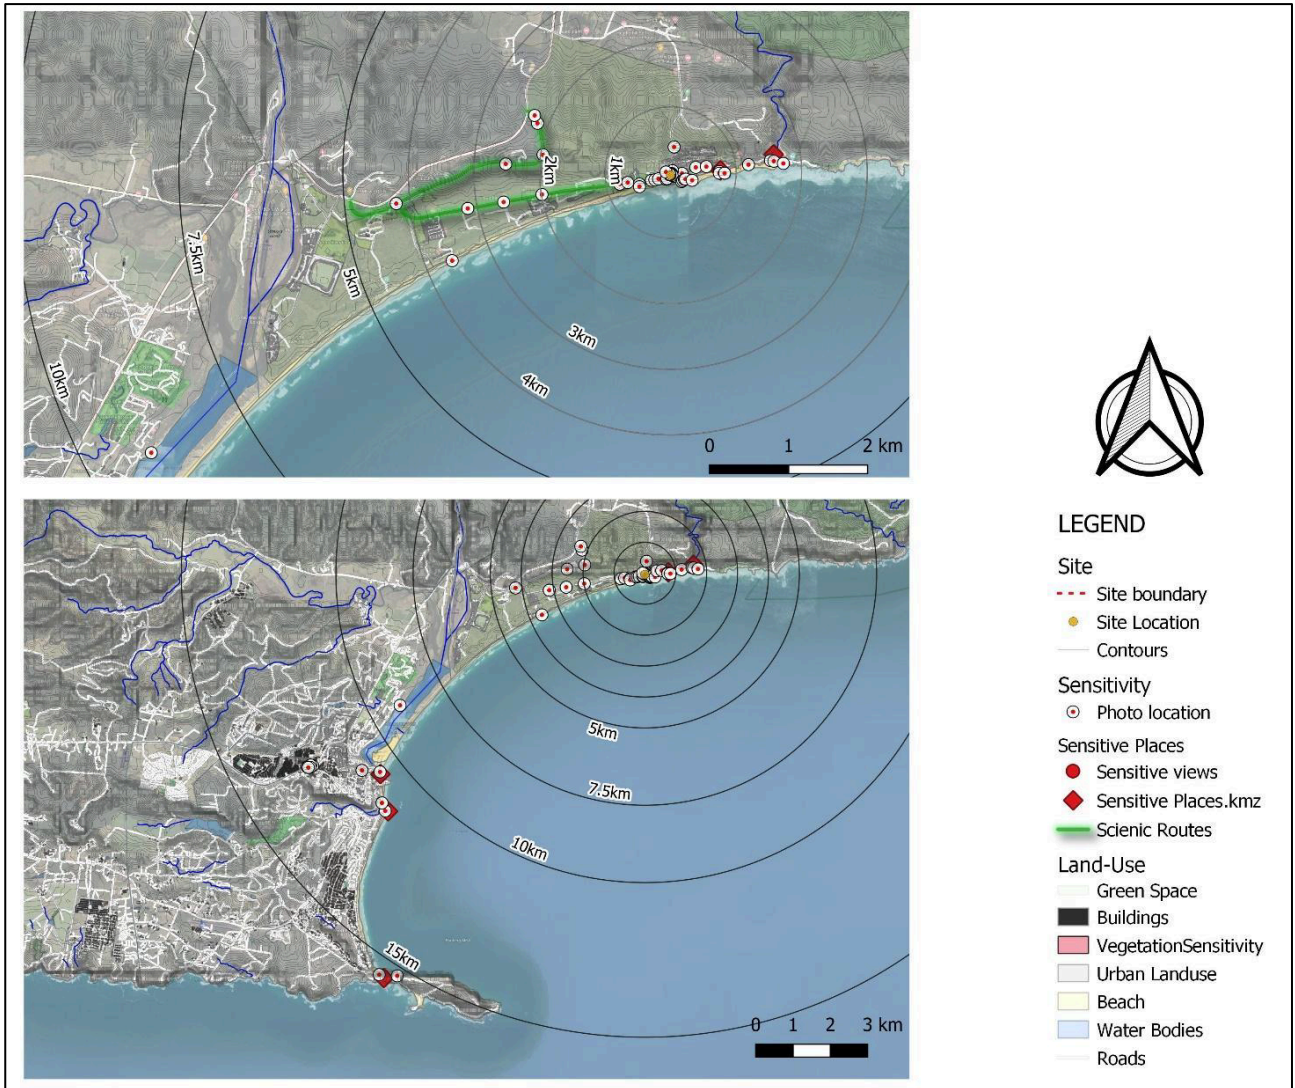 1km
2km
7.5km
5km
3km
4km
10km
0 1 2 km
5km
7.5km
10km
15km
0 1 2 3 km
LEGEND
Site
Site boundary
Site Location
Contours
Sensitivity
Photo location
Sensitive Places
Sensitive views
Sensitive Places.kmz
Scienic Routes
Land-Use
Green Space
Buildings
VegetationSensitivity
Urban Landuse
Beach
Water Bodies
Roads